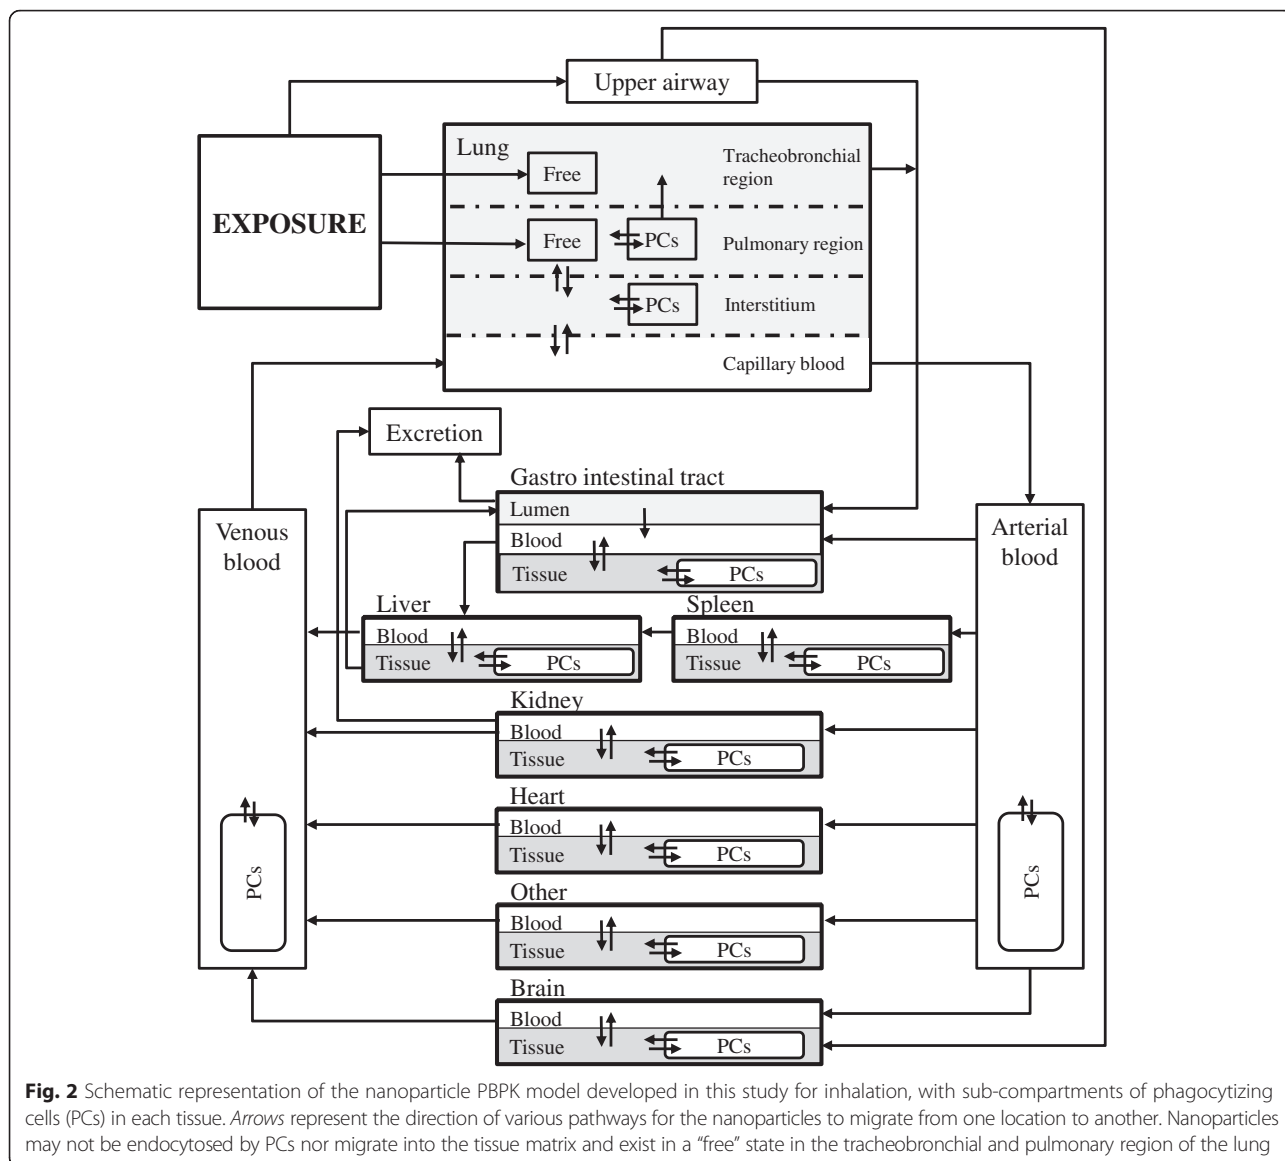 Upper airway
EXPOSURE
Lung
Free
Tracheobronchial
region
Free
PCs
Pulmonary region
PCs
Interstitium
Capillary blood
Excretion
Gastro intestinal tract
Lumen
Blood
Tissue
PCs
Venous
blood
PCs
Arterial
blood
PCs
Liver
Blood
Tissue
PCs
Spleen
Blood
Tissue
PCs
Kidney
Blood
Tissue
PCs
Heart
Blood
Tissue
PCs
Other
Blood
Tissue
PCs
Brain
Blood
Tissue
PCs
Fig. 2 Schematic representation of the nanoparticle PBPK model developed in this study for inhalation, with sub-compartments of phagocytizing
cells (PCs) in each tissue. Arrows represent the direction of various pathways for the nanoparticles to migrate from one location to another. Nanoparticles
may not be endocytosed by PCs nor migrate into the tissue matrix and exist in a “free” state in the tracheobronchial and pulmonary region of the lung